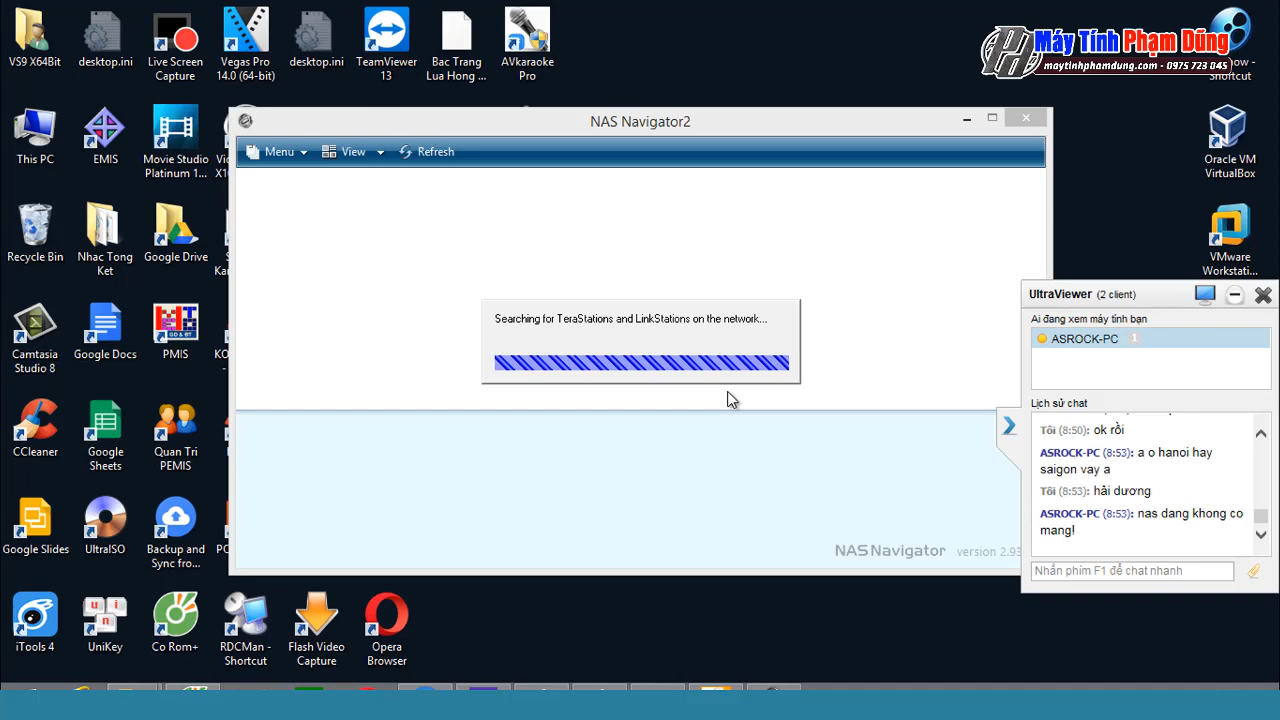 VS9 X64Bit
desktop.ini
Live Screen
Capture
Vegas Pro
14.0 (64-bit)
desktop.ini
TeamViewer
13
Bac Trang
Lua Hong ...
AVkaraoke
Pro
Máy Tính Phạm Dũng
maytinhphamdung.com - 0975 723 045
Shortcut
This PC
EMIS
Movie Studio
Platinum 1...
Oracle VM
VirtualBox
NAS Navigator2
Menu
View
Refresh
Recycle Bin
Nhac Tong
Ket
Google Drive
VMware
Workstati...
Searching for TeraStations and LinkStations on the network...
Camtasia
Studio 8
Google Docs
PMIS
CCleaner
Google
Sheets
Quan Tri
PEMIS
Google Slides
UltraISO
Backup and
Sync fro...
NAS Navigator version 2.93
UltraViewer (2 client)
Ai đang xem máy tính bạn
ASROCK-PC 1
Lịch sử chat
Tôi (8:50): ok rồi
ASROCK-PC (8:53): a o hanoi hay
saigon vay a
Tôi (8:53): hải dương
ASROCK-PC (8:53): nas dang khong co
mang!
Nhấn phím F1 để chat nhanh
iTools 4
UniKey
Co Rom+
RDCMan -
Shortcut
Flash Video
Capture
Opera
Browser